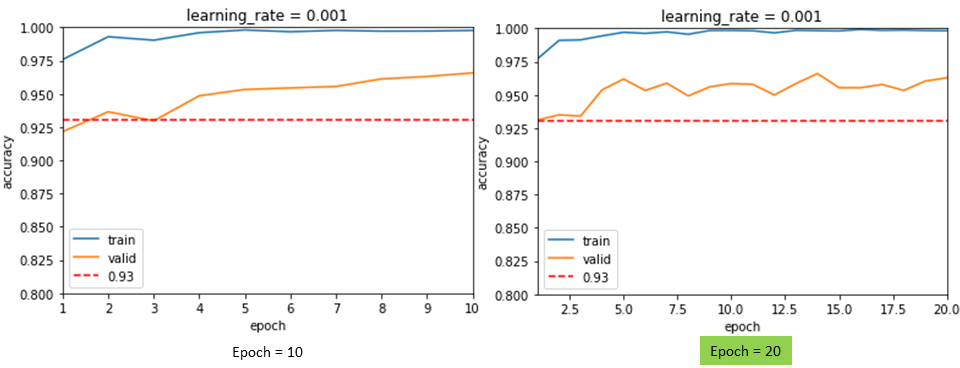 learning_rate = 0.001
accuracy
1.000
0.975
0.950
0.925
0.900
0.875
0.850
0.825
0.800
train
valid
0.93
1 2 3 4 5 6 7 8 9 10
epoch
Epoch = 10
learning_rate = 0.001
accuracy
1.000
0.975
0.950
0.925
0.900
0.875
0.850
0.825
0.800
train
valid
0.93
2.5 5.0 7.5 10.0 12.5 15.0 17.5 20.0
epoch
Epoch = 20